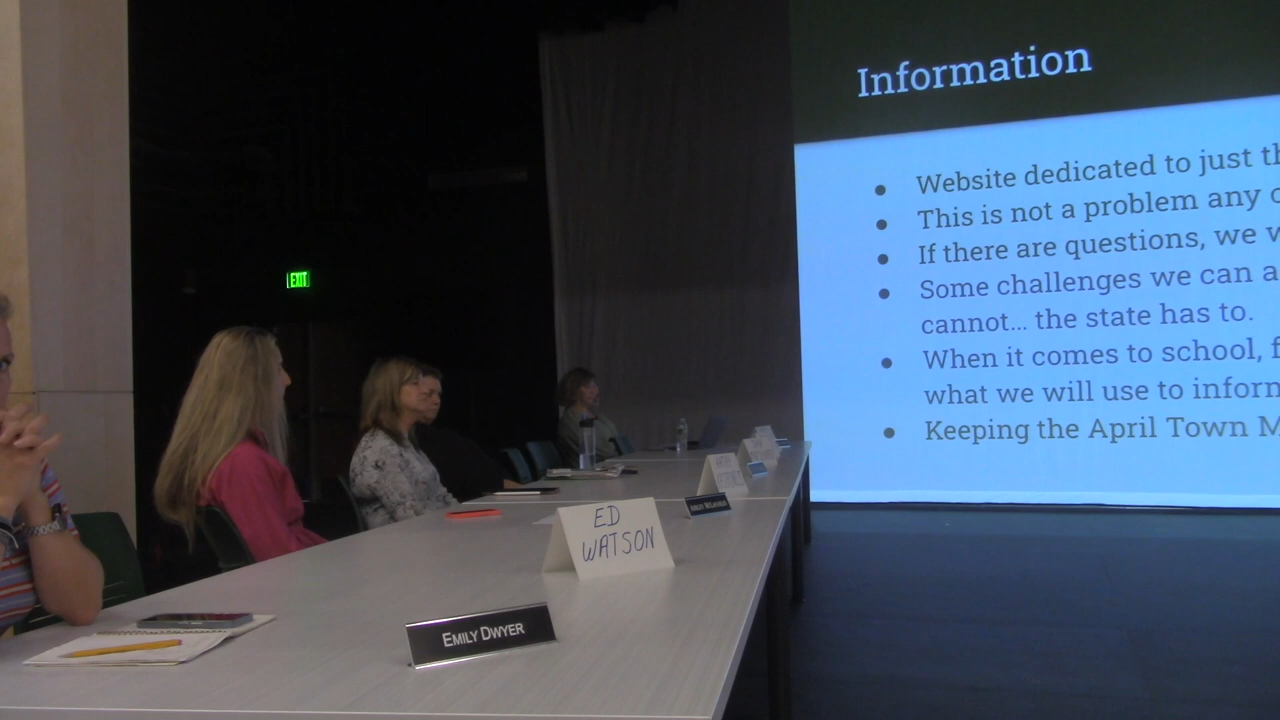 Information
Website dedicated to just th
This is not a problem any o
If there are questions, we w
Some challenges we can a
cannot... the state has to.
When it comes to school, f
what we will use to inform
Keeping the April Town M
EXIT
ED
WATSON
EMILY DWYER